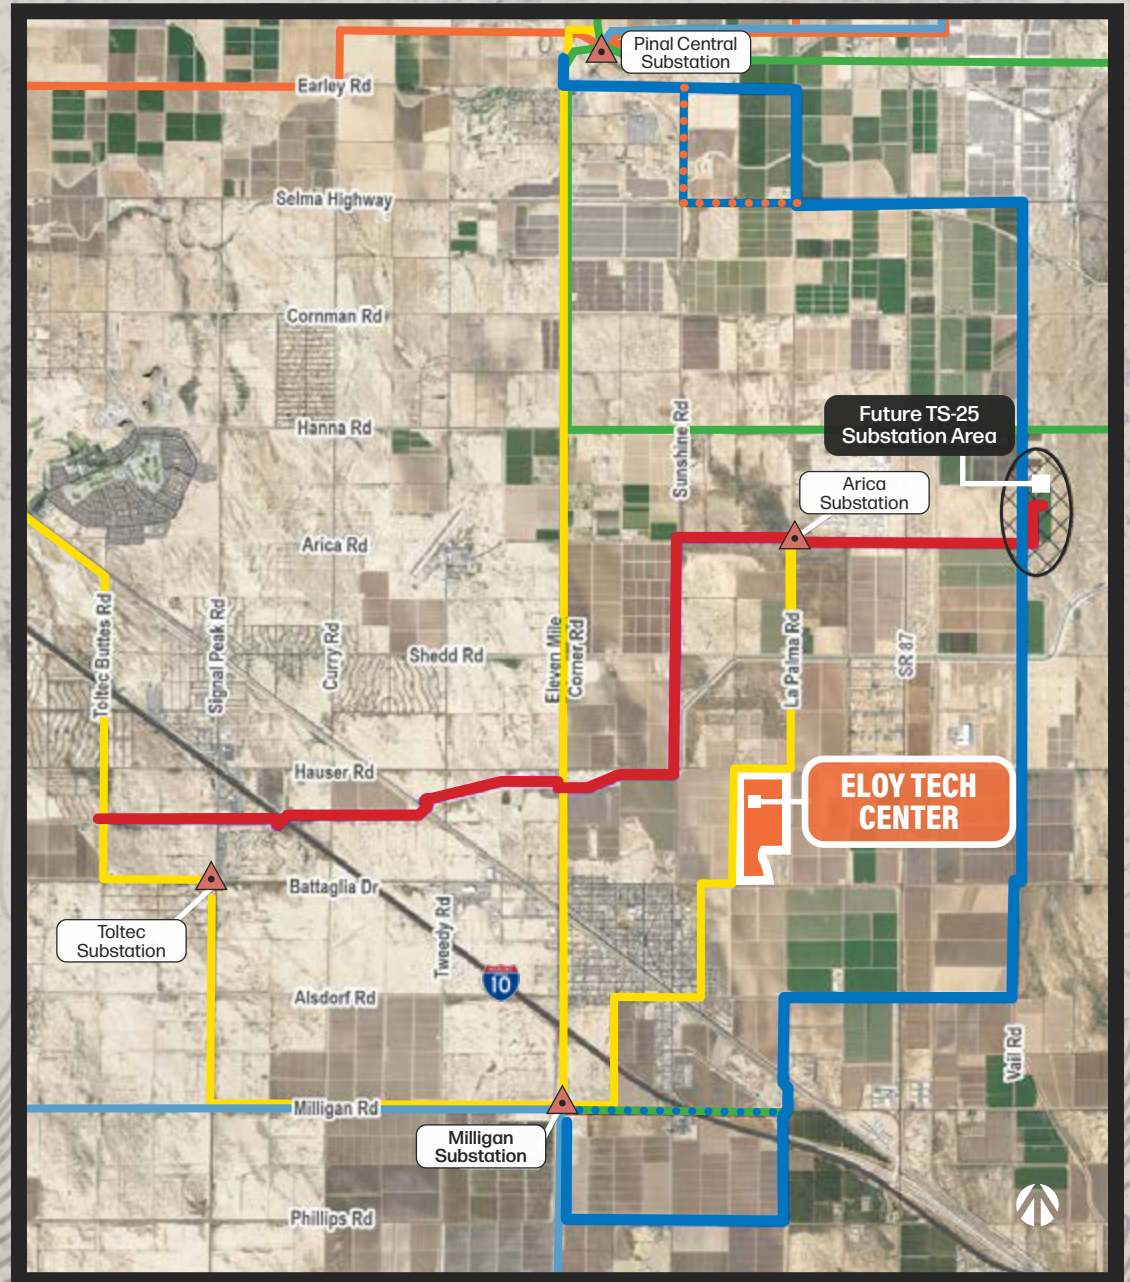 Pinal Central
Substation
Earley Rd
Selma Highway
Cornman Rd
Hanna Rd
Sunshine Rd
Future TS-25
Substation Area
Arica
Substation
Arica Rd
Toltec Buttes Rd
Signal Peak Rd
Curry Rd
Shedd Rd
Eleven Mile
Corner Rd
La Palma Rd
SR 87
Hauser Rd
ELOY TECH
CENTER
Battaglia Dr
Toltec
Substation
Tweedy Rd
10
Alsdorf Rd
Vail Rd
Milligan Rd
Milligan
Substation
Phillips Rd